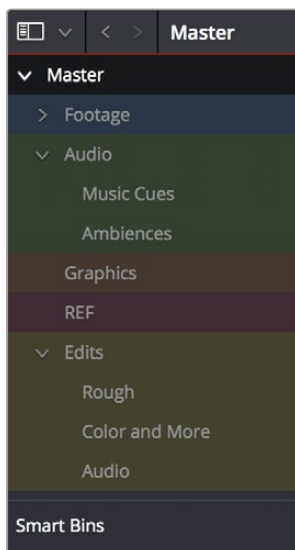 Master
Master
Footage
Audio
Music Cues
Ambiences
Graphics
REF
Edits
Rough
Color and More
Audio
Smart Bins